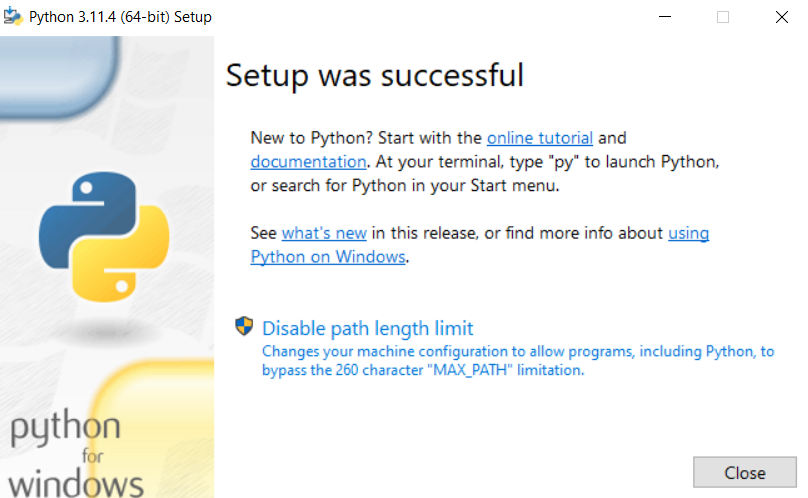 Python 3.11.4 (64-bit) Setup
Setup was successful
New to Python? Start with the online tutorial and
documentation. At your terminal, type "py" to launch Python,
or search for Python in your Start menu.
See what's new in this release, or find more info about using
Python on Windows.
Disable path length limit
Changes your machine configuration to allow programs, including Python, to
bypass the 260 character "MAX_PATH" limitation.
python
for
windows
Close